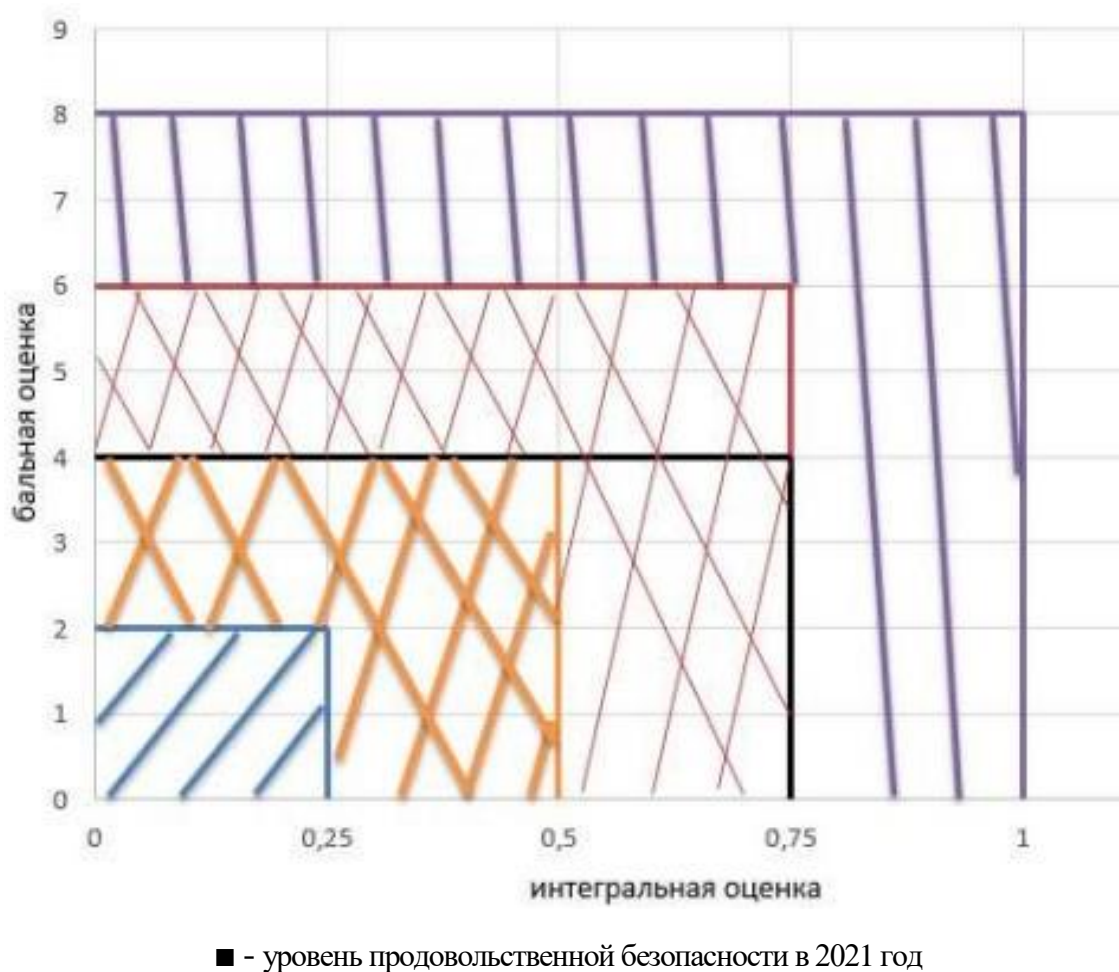 9
8
7
6
5
4
3
2
1
0
бальная оценка
0 0,25 0,5 0,75 1
интегральная оценка
■ - уровень продовольственной безопасности в 2021 год